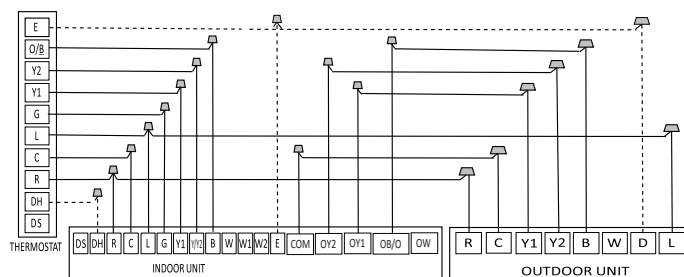 E
O/B
Y2
Y1
G
L
C
R
DH
DS
THERMOSTAT
DS DH R C L G Y1 Y/Y2 B W W1 W2 E COM OY2 OY1 OB/O OW
INDOOR UNIT
R C Y1 Y2 B W D L
OUTDOOR UNIT